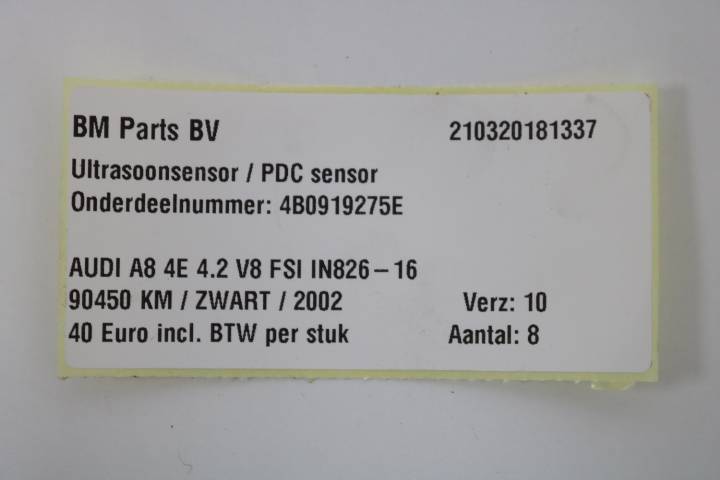 BM Parts BV 210320181337
Ultrasoonsensor / PDC sensor
Onderdeelnummer: 4B0919275E
AUDI A8 4E 4.2 V8 FSI IN826-16
90450 KM / ZWART / 2002 Verz: 10
40 Euro incl. BTW per stuk Aantal: 8